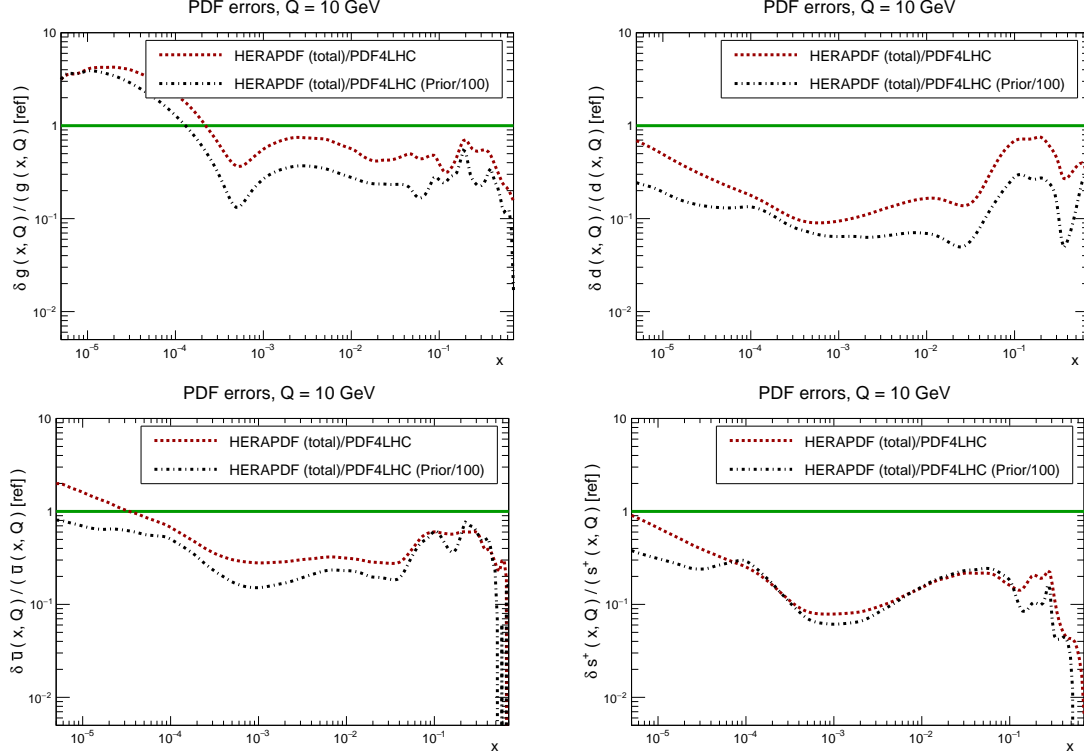 PDF errors, Q = 10 GeV
δ g ( x, Q ) / ( g ( x, Q ) [ref] )
10
1
10⁻¹
10⁻²
HERAPDF (total)/PDF4LHC
HERAPDF (total)/PDF4LHC (Prior/100)
10⁻⁵ 10⁻⁴ 10⁻³ 10⁻² 10⁻¹
x
PDF errors, Q = 10 GeV
δ d ( x, Q ) / ( d ( x, Q ) [ref] )
10
1
10⁻¹
10⁻²
HERAPDF (total)/PDF4LHC
HERAPDF (total)/PDF4LHC (Prior/100)
10⁻⁵ 10⁻⁴ 10⁻³ 10⁻² 10⁻¹
x
PDF errors, Q = 10 GeV
δ u̅ ( x, Q ) / ( u̅ ( x, Q ) [ref] )
10
1
10⁻¹
10⁻²
HERAPDF (total)/PDF4LHC
HERAPDF (total)/PDF4LHC (Prior/100)
10⁻⁵ 10⁻⁴ 10⁻³ 10⁻² 10⁻¹
x
PDF errors, Q = 10 GeV
δ s⁺ ( x, Q ) / ( s⁺ ( x, Q ) [ref] )
10
1
10⁻¹
10⁻²
HERAPDF (total)/PDF4LHC
HERAPDF (total)/PDF4LHC (Prior/100)
10⁻⁵ 10⁻⁴ 10⁻³ 10⁻² 10⁻¹
x